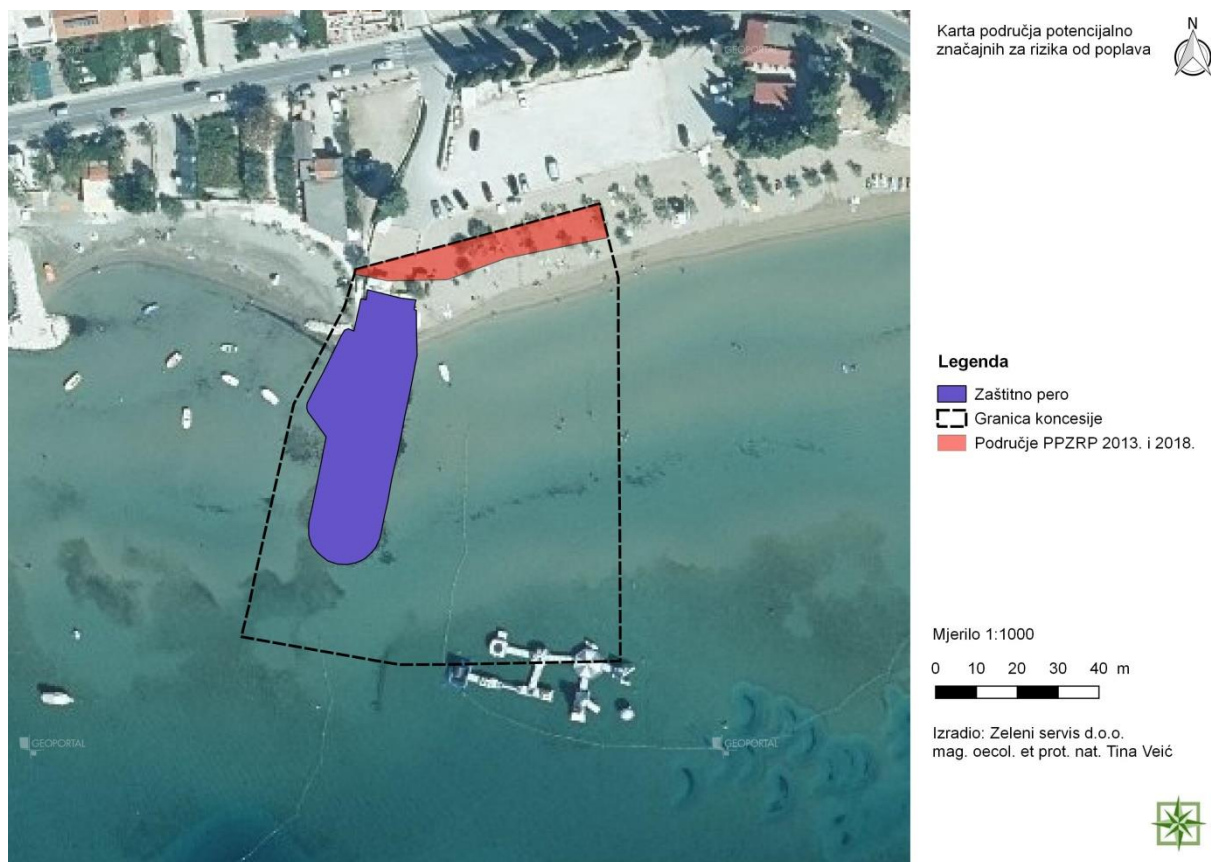 Karta područja potencijalno
značajnih za rizika od poplava
N
GEOPORTAL
GEOPORTAL
Legenda
Zaštitno pero
Granica koncesije
Područje PPZRP 2013. i 2018.
Mjerilo 1:1000
0 10 20 30 40 m
Izradio: Zeleni servis d.o.o.
mag. oecol. et prot. nat. Tina Veić
GEOPORTAL
GEOPORTAL